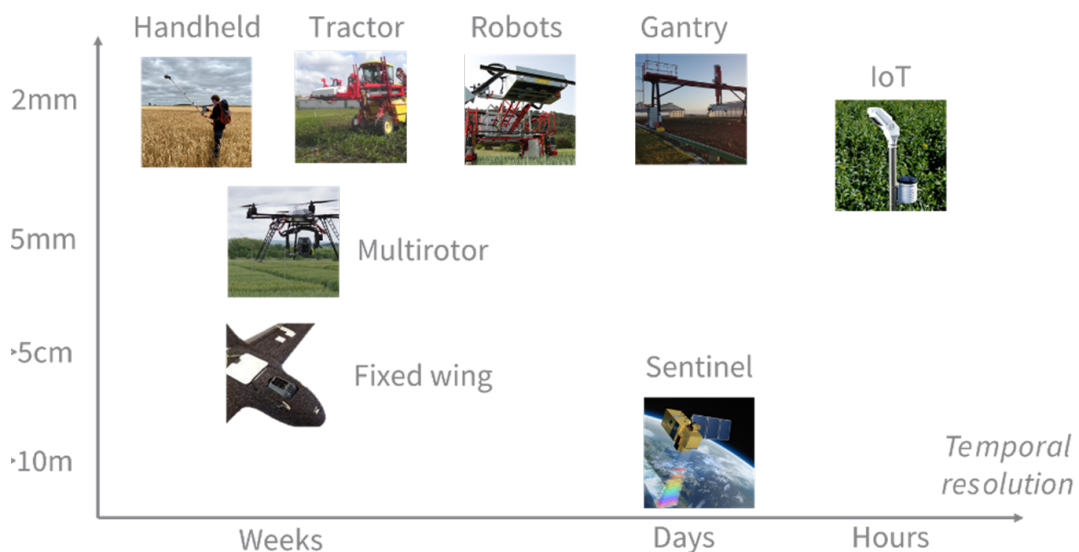 Handheld
Tractor
Robots
Gantry
IoT
2mm
5mm
Multirotor
>5cm
Fixed wing
Sentinel
>10m
Temporal
resolution
Weeks
Days
Hours